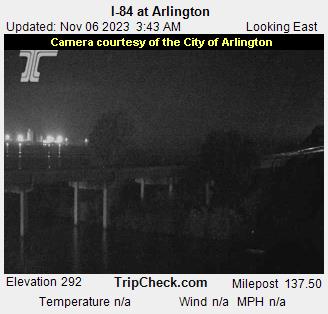 I-84 at Arlington
Updated: Nov 06 2023 3:43 AM Looking East
Camera courtesy of the City of Arlington
Elevation 292 TripCheck.com Milepost 137.50
Temperature n/a Wind n/a MPH n/a